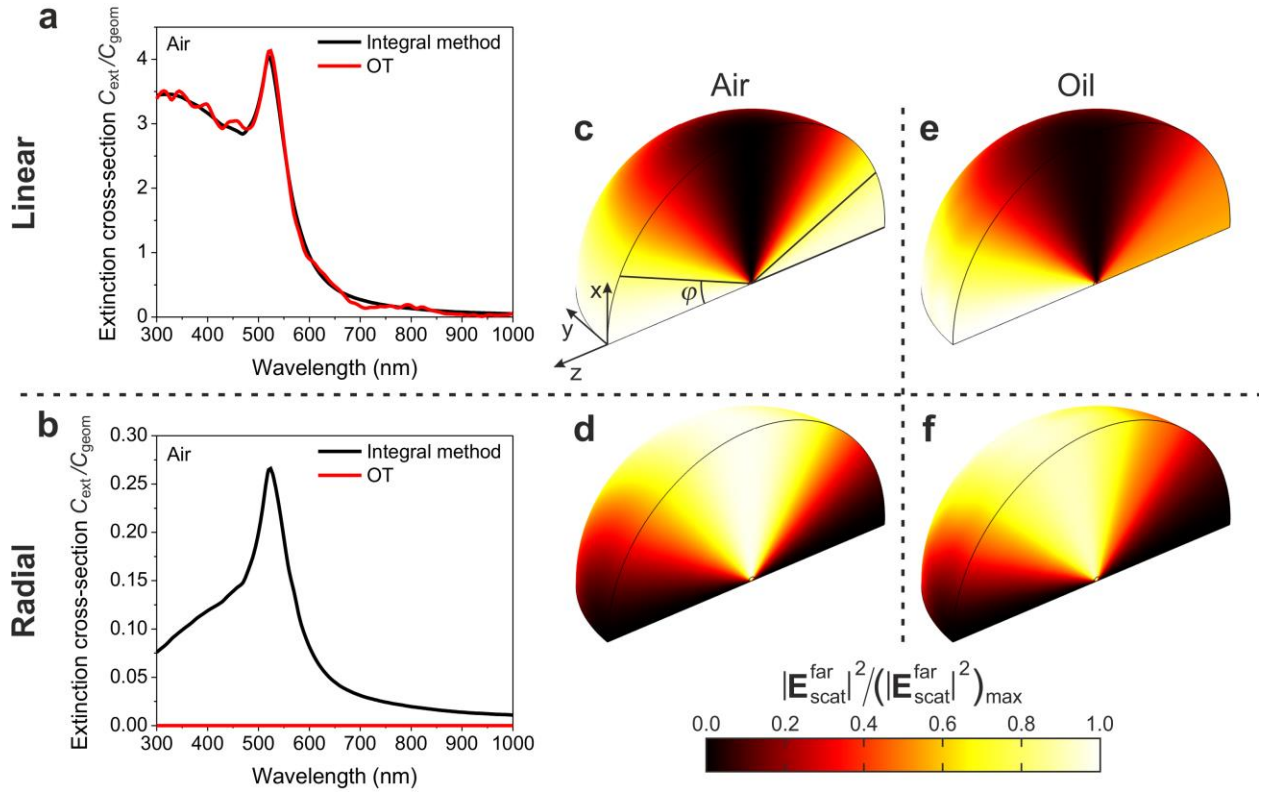 a
Linear
Extinction cross-section C_ext/C_geom
Air
Integral method
OT
4
3
2
1
0
300 400 500 600 700 800 900 1000
Wavelength (nm)
Air
Oil
c
x
y
z
φ
e
b
Radial
Extinction cross-section C_ext/C_geom
Air
Integral method
OT
0.30
0.25
0.20
0.15
0.10
0.05
0.00
300 400 500 600 700 800 900 1000
Wavelength (nm)
d
f
|E^far_scat|²/(|E^far_scat|²)_max
0.0 0.2 0.4 0.6 0.8 1.0